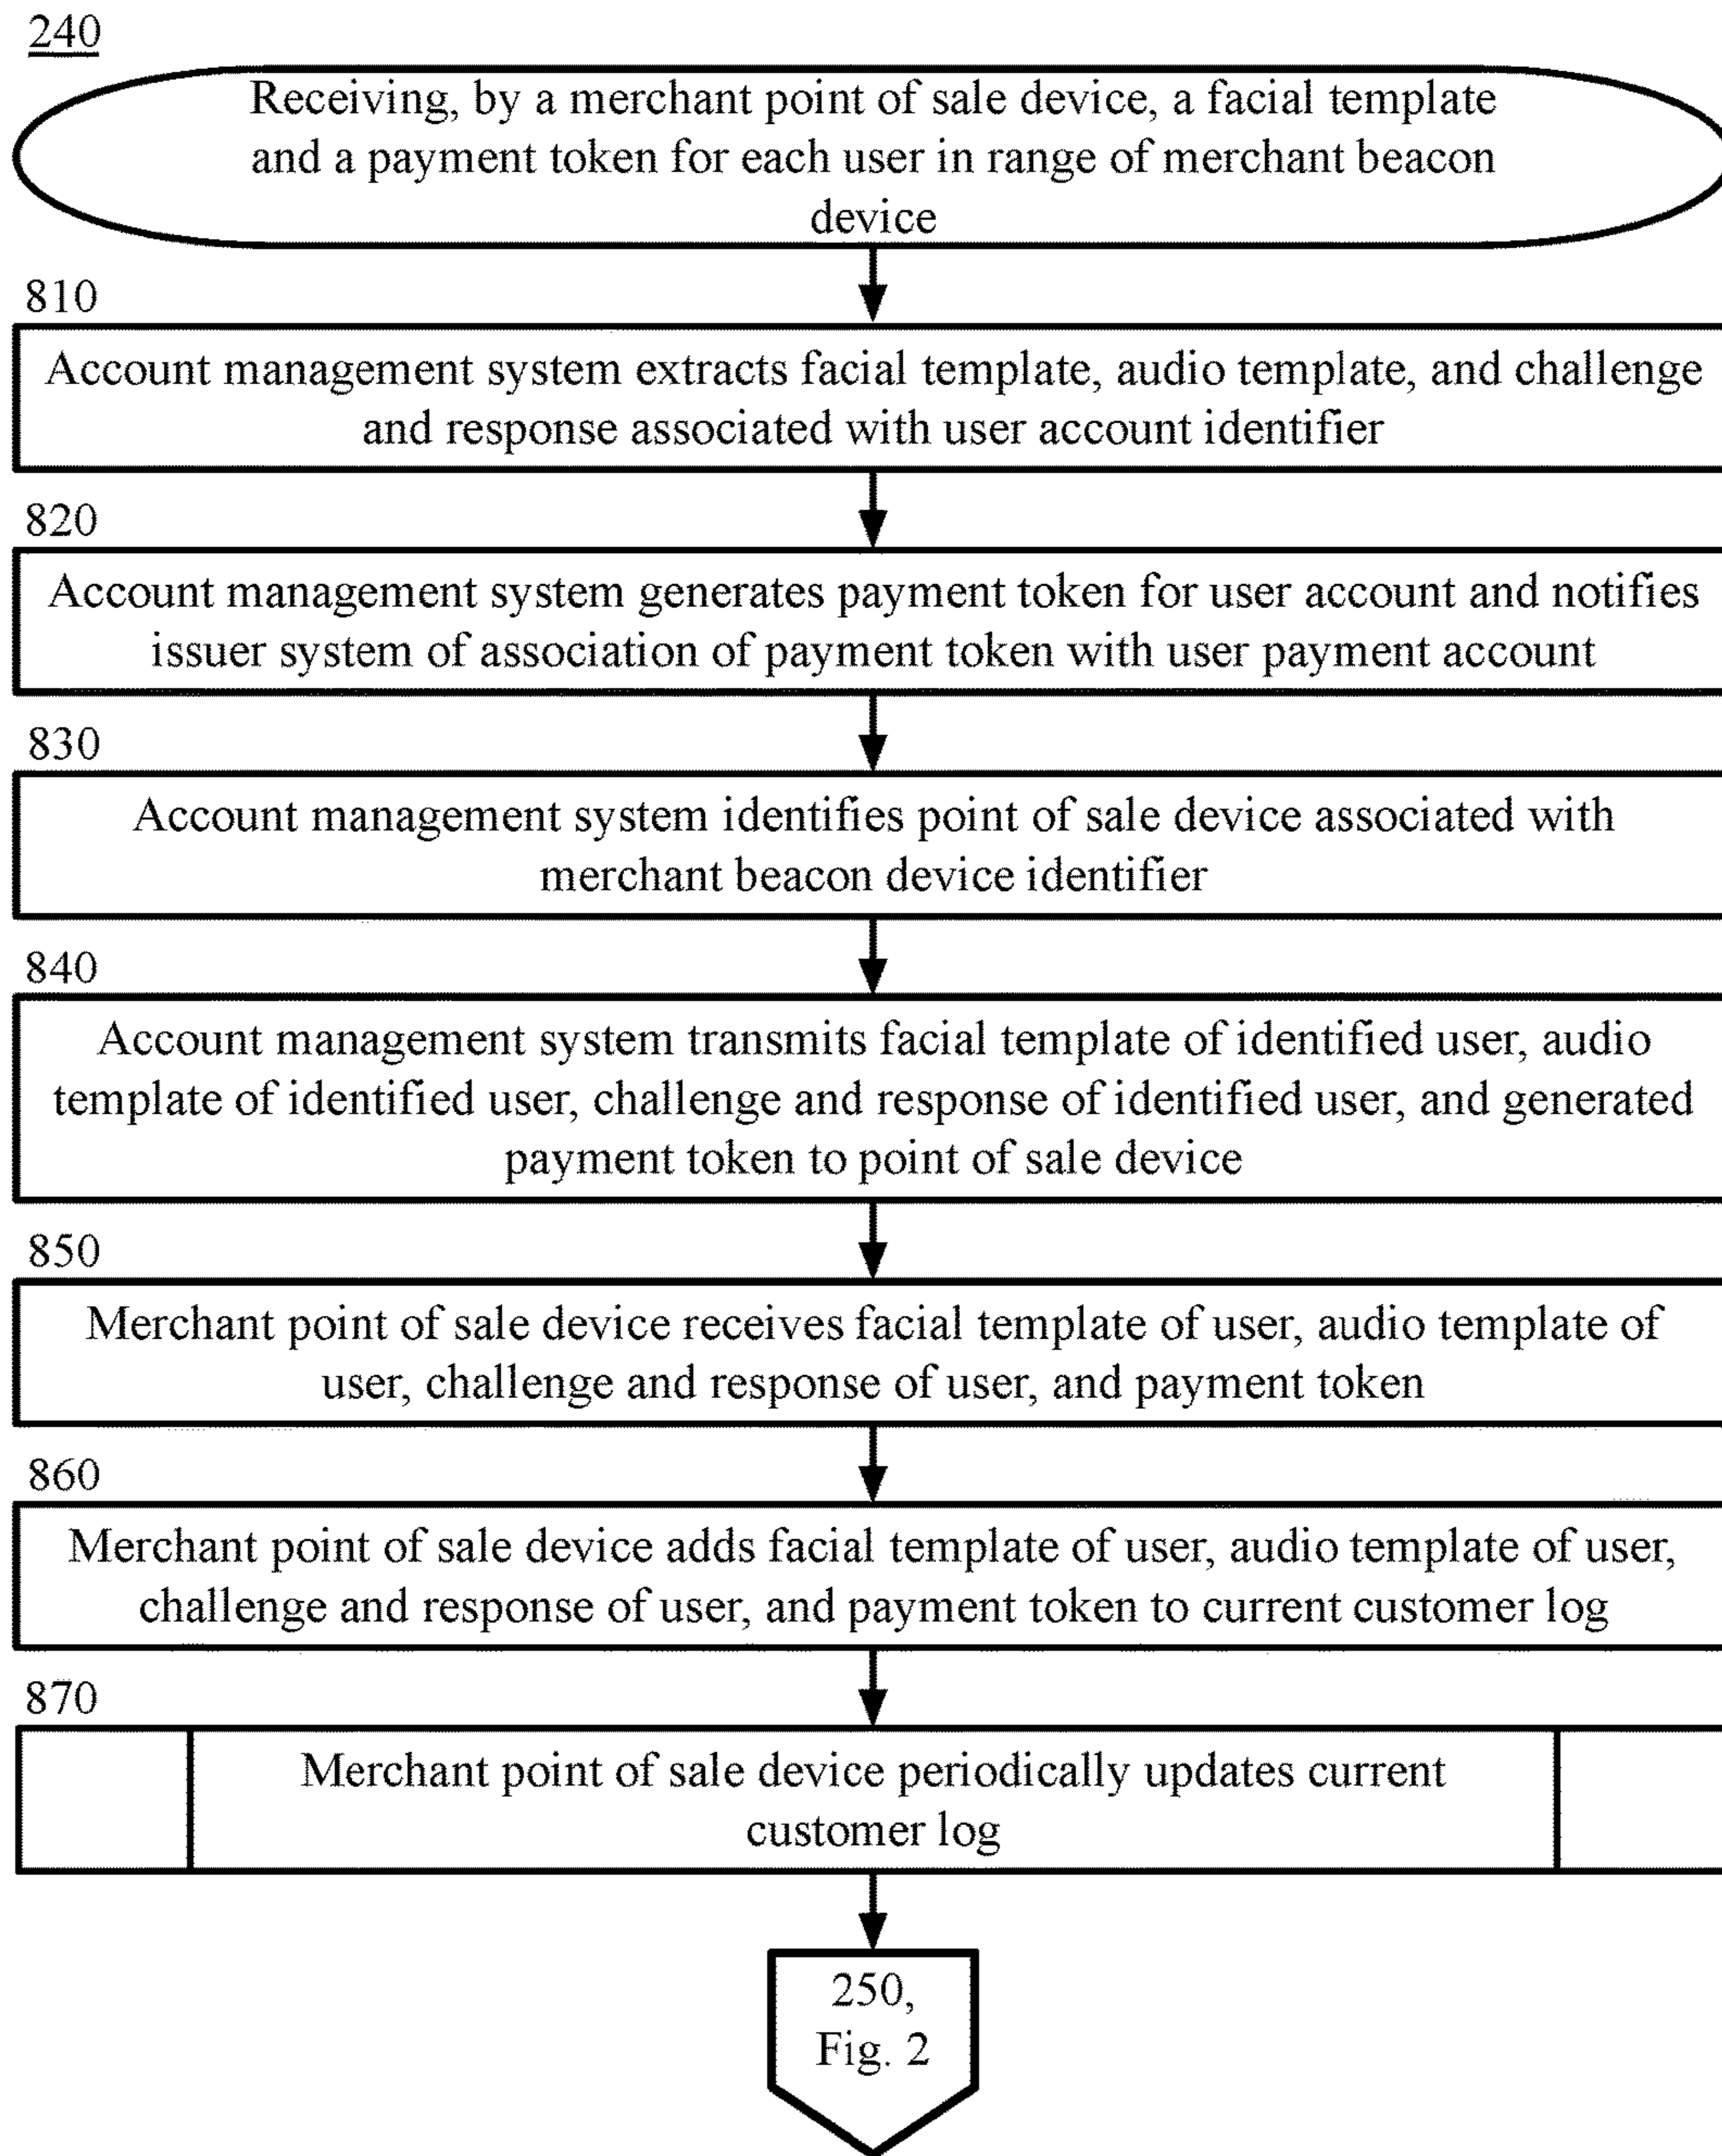 240
Receiving, by a merchant point of sale device, a facial template
and a payment token for each user in range of merchant beacon
device
810
Account management system extracts facial template, audio template, and challenge
and response associated with user account identifier
820
Account management system generates payment token for user account and notifies
issuer system of association of payment token with user payment account
830
Account management system identifies point of sale device associated with
merchant beacon device identifier
840
Account management system transmits facial template of identified user, audio
template of identified user, challenge and response of identified user, and generated
payment token to point of sale device
850
Merchant point of sale device receives facial template of user, audio template of
user, challenge and response of user, and payment token
860
Merchant point of sale device adds facial template of user, audio template of user,
challenge and response of user, and payment token to current customer log
870
Merchant point of sale device periodically updates current
customer log
250,
Fig. 2